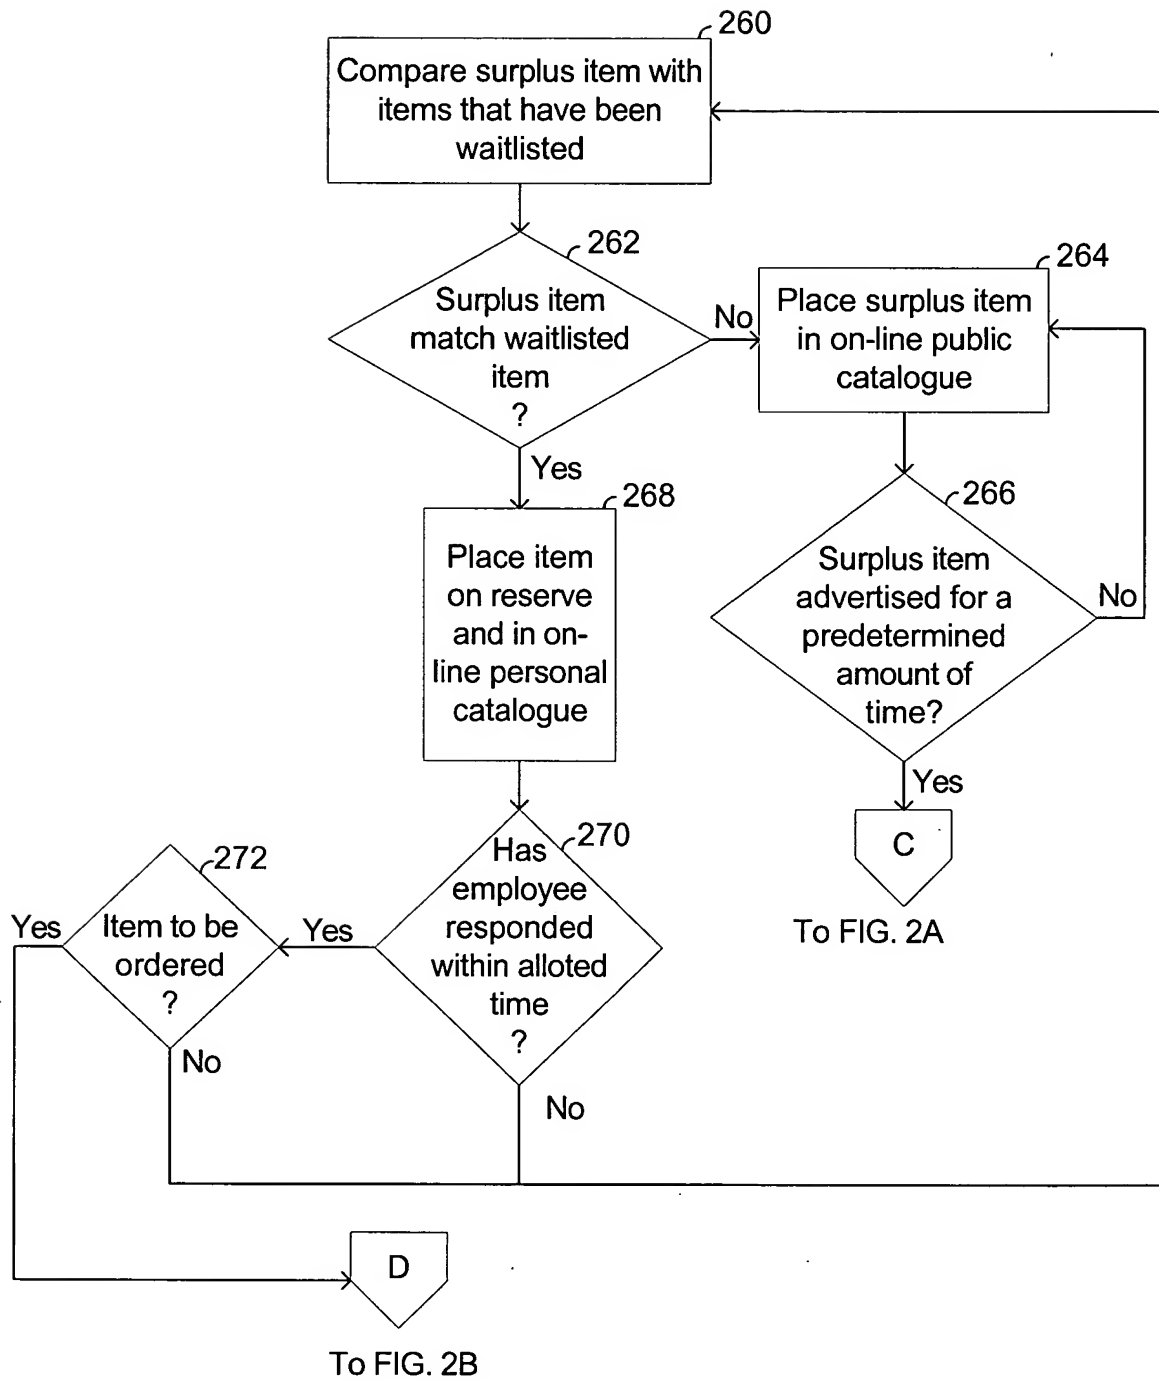 260
Compare surplus item with
items that have been
waitlisted
262
Surplus item
match waitlisted
item
?
No
264
Place surplus item
in on-line public
catalogue
Yes
266
Surplus item
advertised for a
predetermined
amount of
time?
No
Yes
C
To FIG. 2A
268
Place item
on reserve
and in on-
line personal
catalogue
270
Has
employee
responded
within alloted
time
?
Yes
No
272
Item to be
ordered
?
Yes
No
D
To FIG. 2B